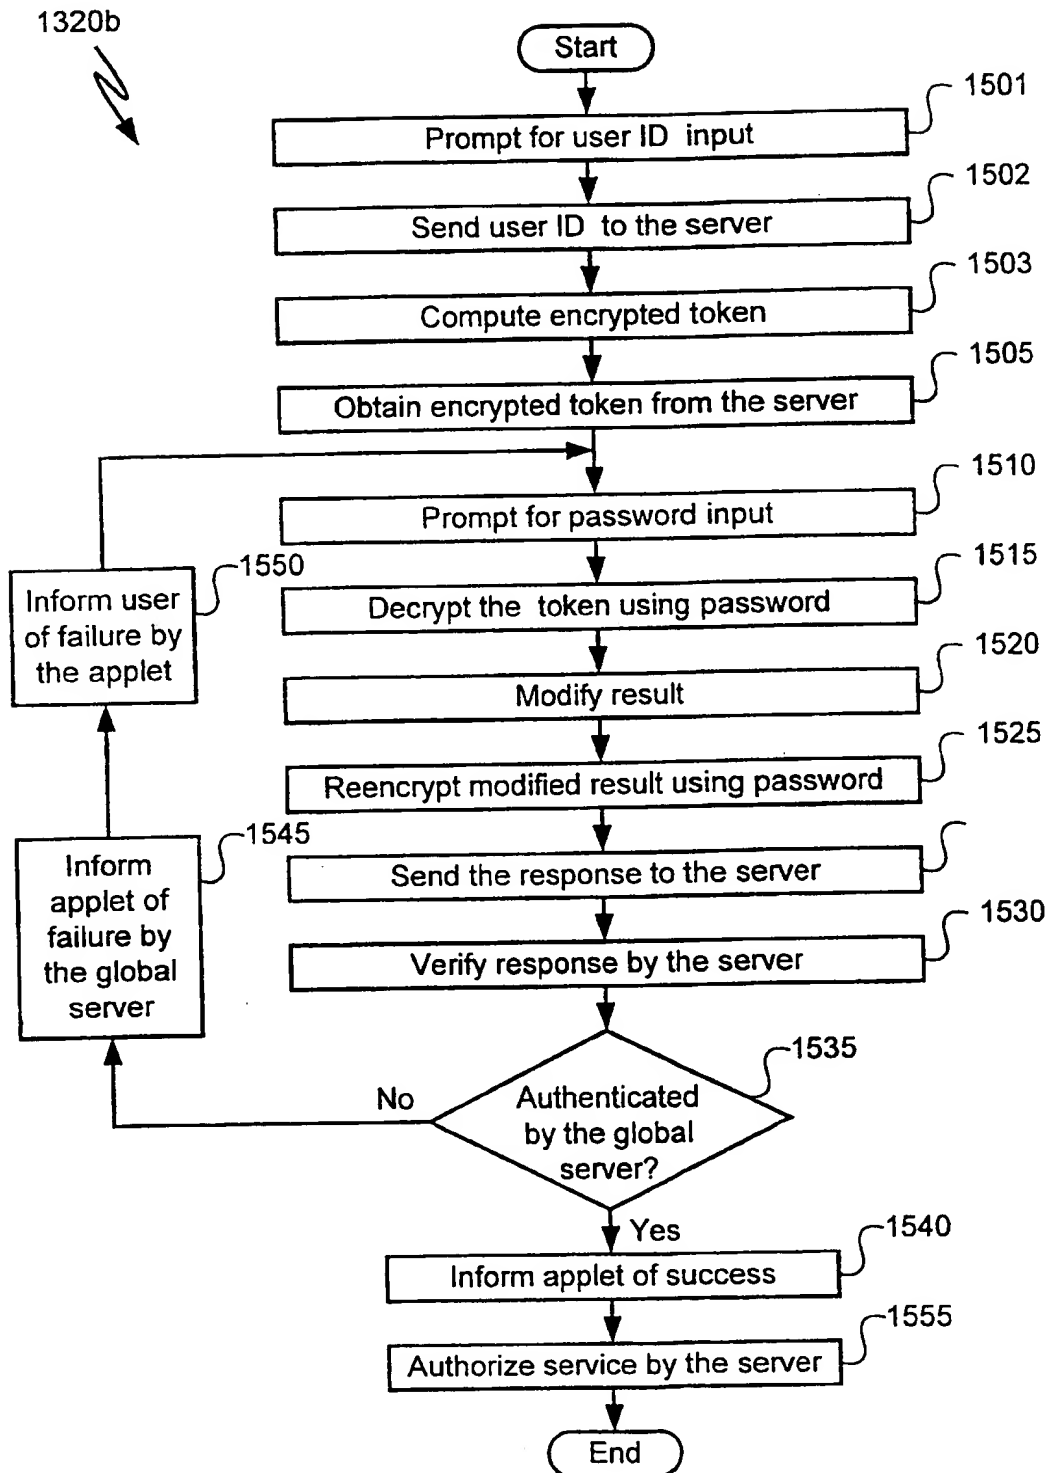 1320b
Start
1501
Prompt for user ID input
1502
Send user ID to the server
1503
Compute encrypted token
1505
Obtain encrypted token from the server
1510
Prompt for password input
1515
Decrypt the token using password
1520
Modify result
1525
Reencrypt modified result using password
Send the response to the server
1530
Verify response by the server
1535
Authenticated
by the global
server?
No
Yes
1545
Inform
applet of
failure by
the global
server
1550
Inform user
of failure by
the applet
1540
Inform applet of success
1555
Authorize service by the server
End